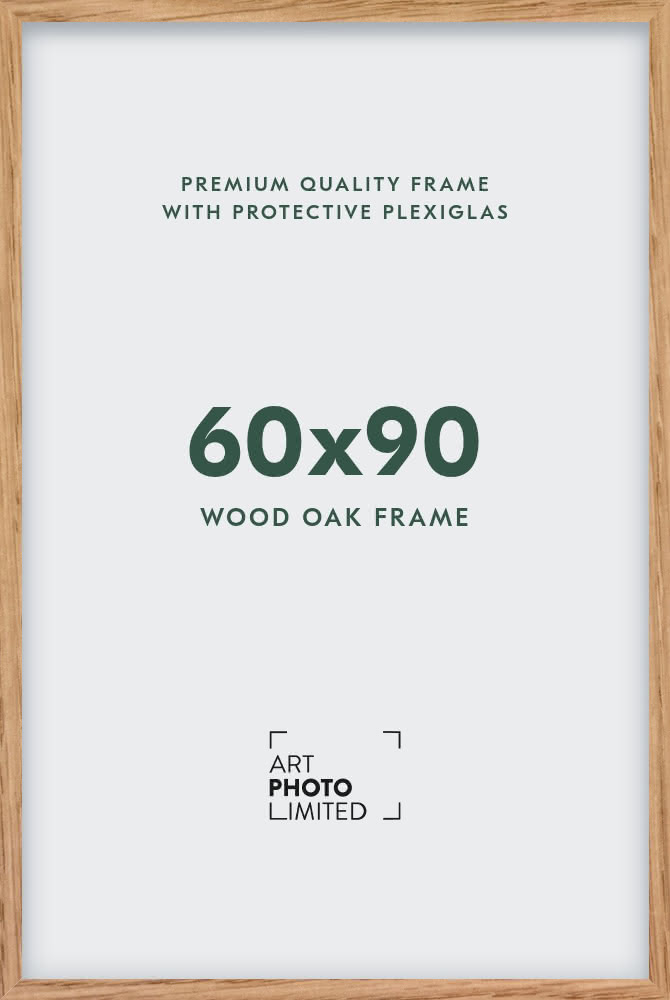 PREMIUM QUALITY FRAME
WITH PROTECTIVE PLEXIGLAS
60x90
WOOD OAK FRAME
ART
PHOTO
LIMITED